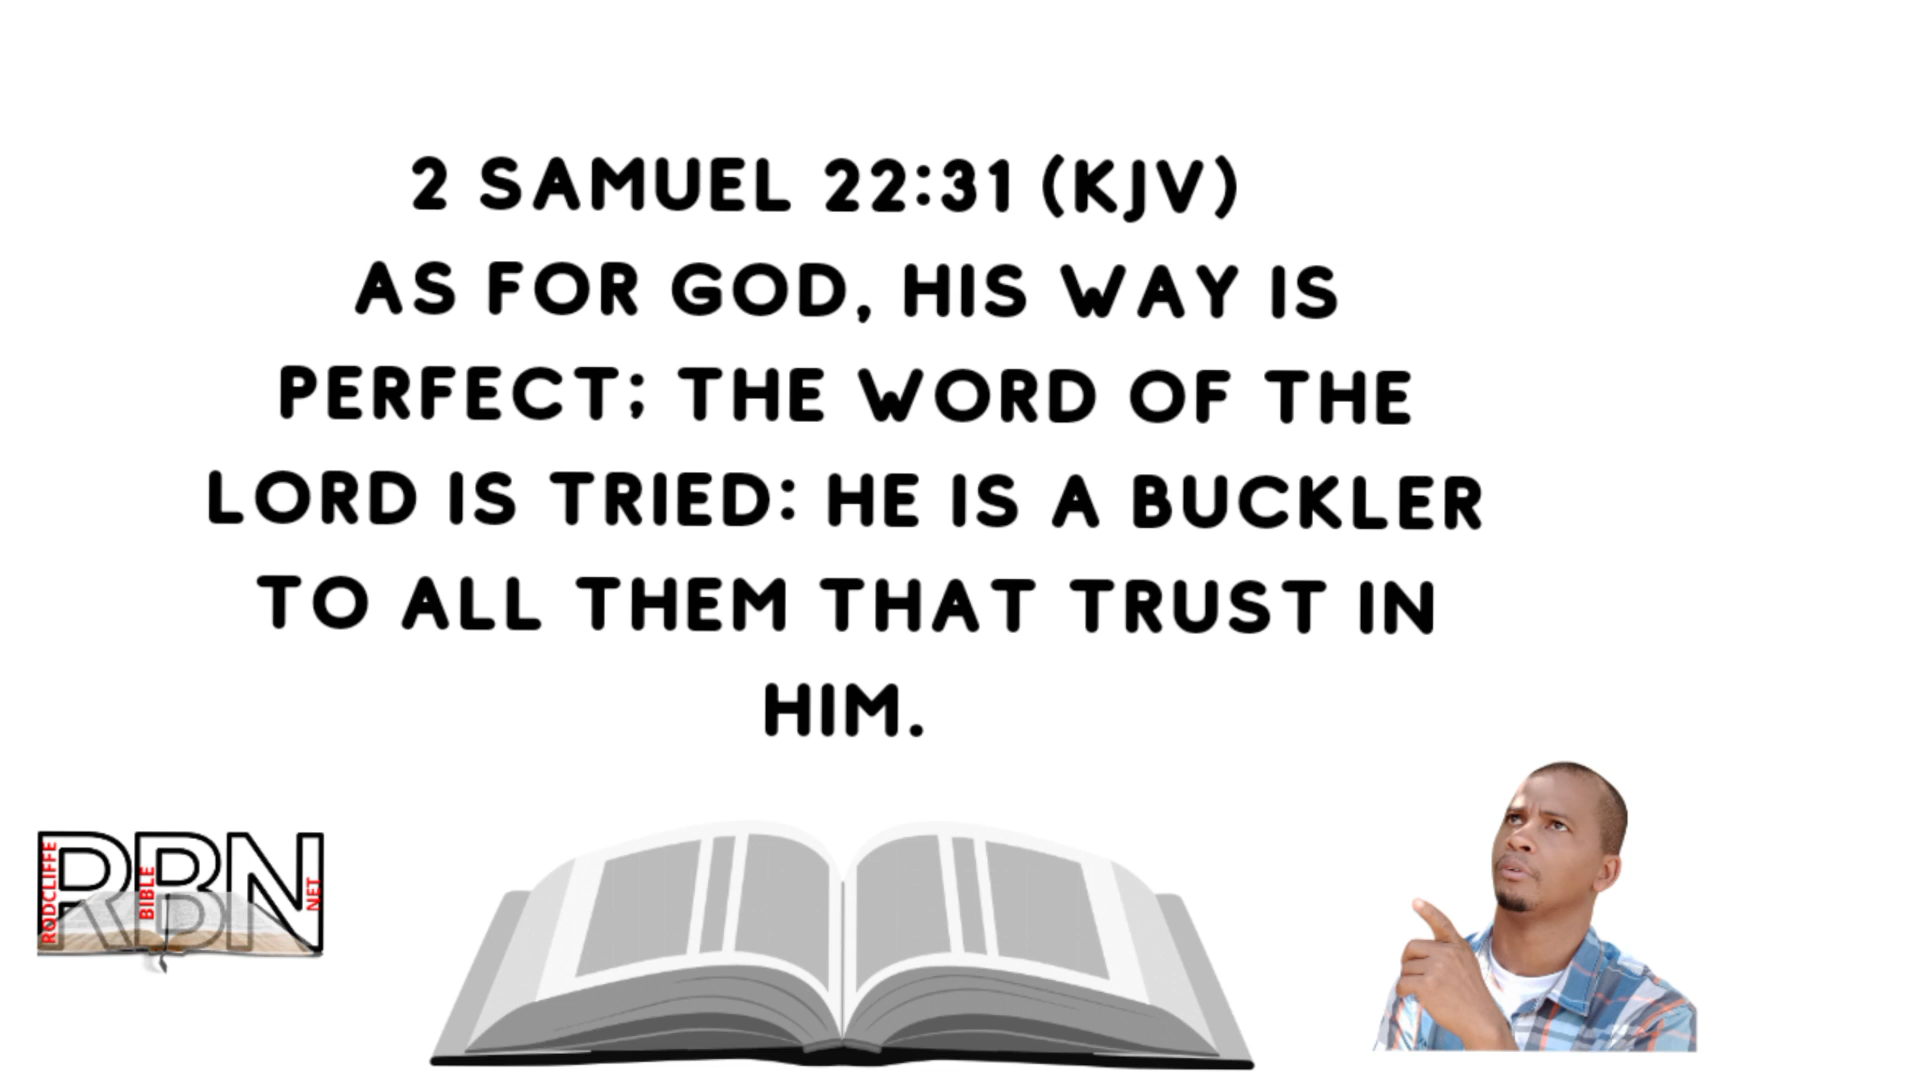 2 SAMUEL 22:31 (KJV)
AS FOR GOD, HIS WAY IS
PERFECT; THE WORD OF THE
LORD IS TRIED: HE IS A BUCKLER
TO ALL THEM THAT TRUST IN
HIM.
RBN
RODCLIFFE
BIBLE
NET